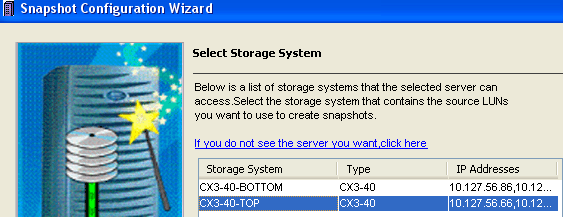 Snapshot Configuration Wizard
Select Storage System
Below is a list of storage systems that the selected server can
access.Select the storage system that contains the source LUNs
you want to use to create snapshots.
If you do not see the server you want,click here
Storage System Type IP Addresses
CX3-40-BOTTOM CX3-40 10.127.56.86,10.12...
CX3-40-TOP CX3-40 10.127.56.84,10.12...